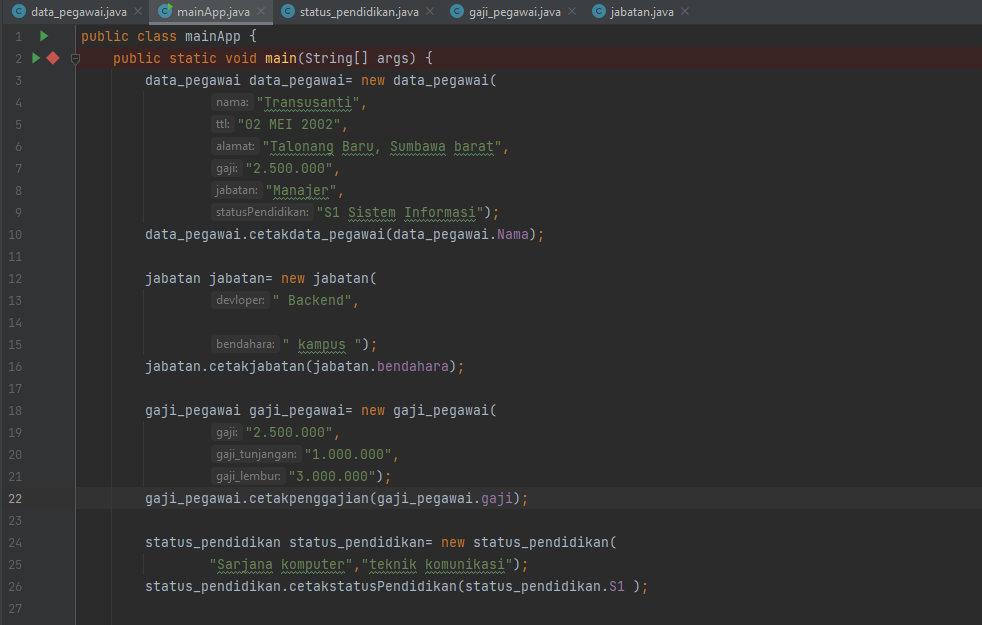 data_pegawai.java × mainApp.java × status_pendidikan.java × gaji_pegawai.java × jabatan.java ×
1 public class mainApp {
2 public static void main(String[] args) {
3 data_pegawai data_pegawai= new data_pegawai(
4 nama: "Transusanti",
5 ttl: "02 MEI 2002",
6 alamat: "Talonang Baru, Sumbawa barat",
7 gaji: "2.500.000",
8 jabatan: "Manajer",
9 statusPendidikan: "S1 Sistem Informasi");
10 data_pegawai.cetakdata_pegawai(data_pegawai.Nama);
11
12 jabatan jabatan= new jabatan(
13 devloper: " Backend",
14
15 bendahara: " kampus ");
16 jabatan.cetakjabatan(jabatan.bendahara);
17
18 gaji_pegawai gaji_pegawai= new gaji_pegawai(
19 gaji: "2.500.000",
20 gaji_tunjangan: "1.000.000",
21 gaji_lembur: "3.000.000");
22 gaji_pegawai.cetakpenggajian(gaji_pegawai.gaji);
23
24 status_pendidikan status_pendidikan= new status_pendidikan(
25 "Sarjana komputer","teknik komunikasi");
26 status_pendidikan.cetakstatusPendidikan(status_pendidikan.S1 );
27